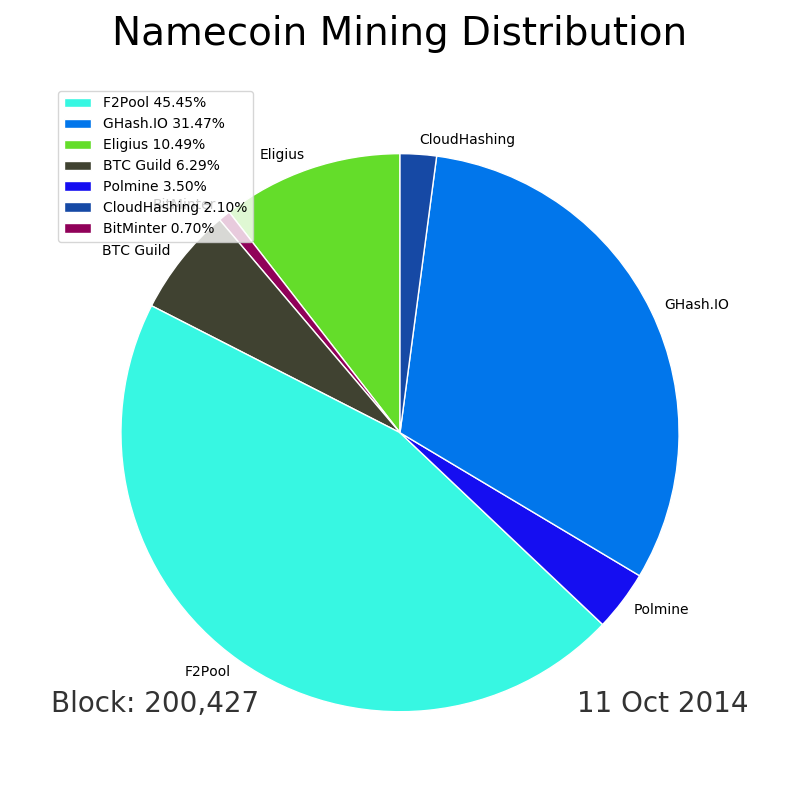 Namecoin Mining Distribution
F2Pool 45.45%
GHash.IO 31.47%
Eligius 10.49%
BTC Guild 6.29%
Polmine 3.50%
CloudHashing 2.10%
BitMinter 0.70%
CloudHashing
Eligius
BitMinter
BTC Guild
GHash.IO
Polmine
F2Pool
Block: 200,427
11 Oct 2014